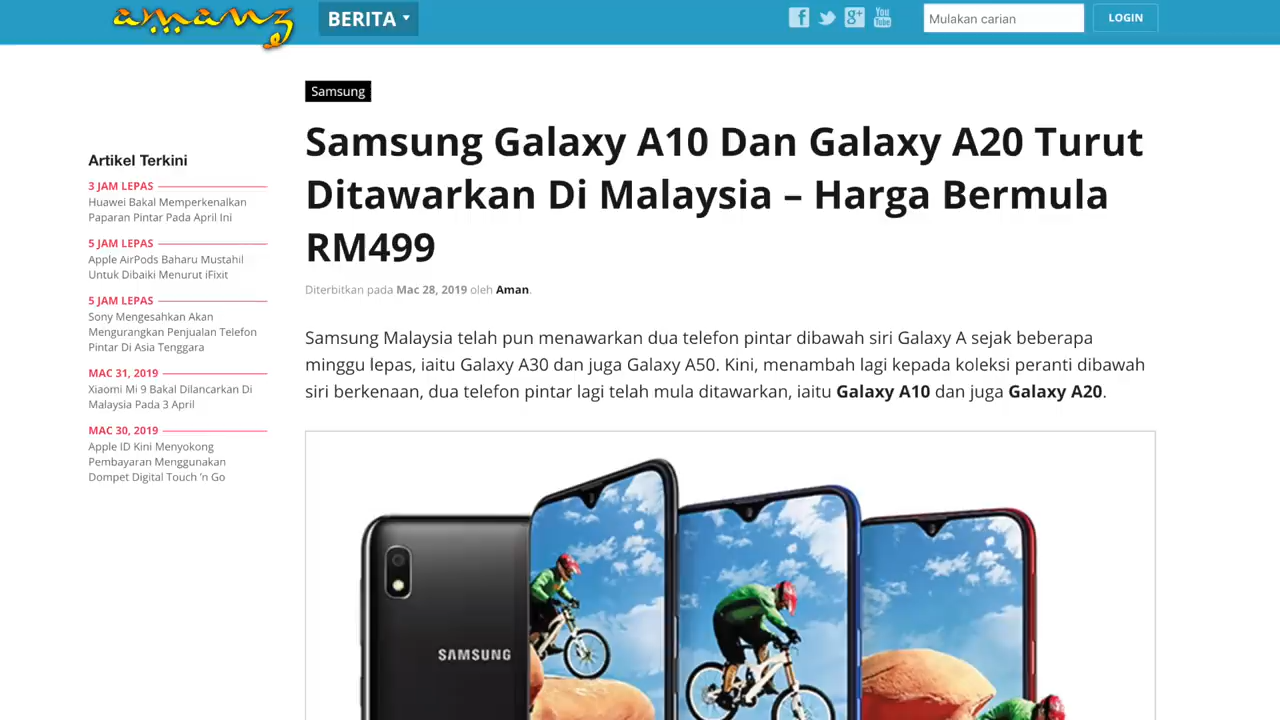 amanz
BERITA
Mulakan carian
LOGIN
Samsung
Samsung Galaxy A10 Dan Galaxy A20 Turut
Ditawarkan Di Malaysia – Harga Bermula
RM499
Diterbitkan pada Mac 28, 2019 oleh Aman.
Artikel Terkini
3 JAM LEPAS
Huawei Bakal Memperkenalkan
Paparan Pintar Pada April Ini
5 JAM LEPAS
Apple AirPods Baharu Mustahil
Untuk Dibaiki Menurut iFixit
5 JAM LEPAS
Sony Mengesahkan Akan
Mengurangkan Penjualan Telefon
Pintar Di Asia Tenggara
MAC 31, 2019
Xiaomi Mi 9 Bakal Dilancarkan Di
Malaysia Pada 3 April
MAC 30, 2019
Apple ID Kini Menyokong
Pembayaran Menggunakan
Dompet Digital Touch ’n Go
Samsung Malaysia telah pun menawarkan dua telefon pintar dibawah siri Galaxy A sejak beberapa
minggu lepas, iaitu Galaxy A30 dan juga Galaxy A50. Kini, menambah lagi kepada koleksi peranti dibawah
siri berkenaan, dua telefon pintar lagi telah mula ditawarkan, iaitu Galaxy A10 dan juga Galaxy A20.
SAMSUNG